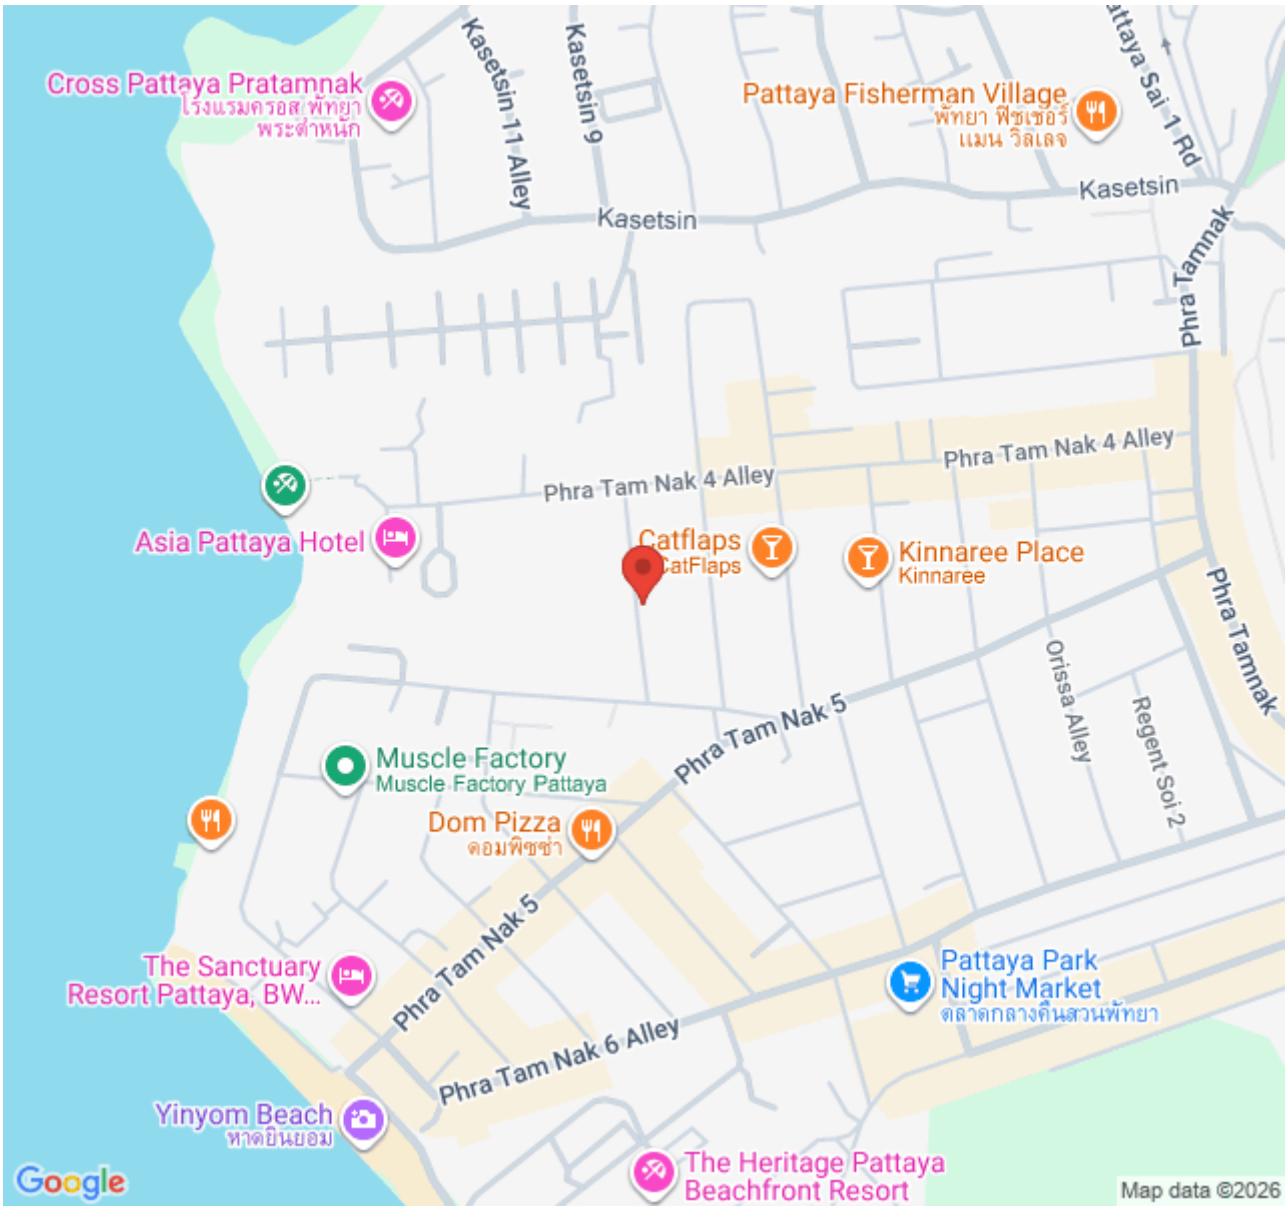 Cross Pattaya Pratamnak
โรงแรมครอส พัทยา
พระตำหนัก
Kasetsin 11 Alley
Kasetsin 9
Pattaya Fisherman Village
พัทยา ฟิชเชอร์
แมน วิลเลจ
attaya Sai 1 Rd
Kasetsin
Kasetsin
Phra Tamnak
Phra Tam Nak 4 Alley
Phra Tam Nak 4 Alley
Asia Pattaya Hotel
Catflaps
CatFlaps
Kinnaree Place
Kinnaree
Phra Tamnak
Orissa Alley
Regent Soi 2
Phra Tam Nak 5
Muscle Factory
Muscle Factory Pattaya
Dom Pizza
ดอมพิซซ่า
Phra Tam Nak 5
The Sanctuary
Resort Pattaya, BW...
Pattaya Park
Night Market
ตลาดกลางคืนสวนพัทยา
Phra Tam Nak 6 Alley
Yinyom Beach
หาดยินยอม
The Heritage Pattaya
Beachfront Resort
Google
Map data ©2026